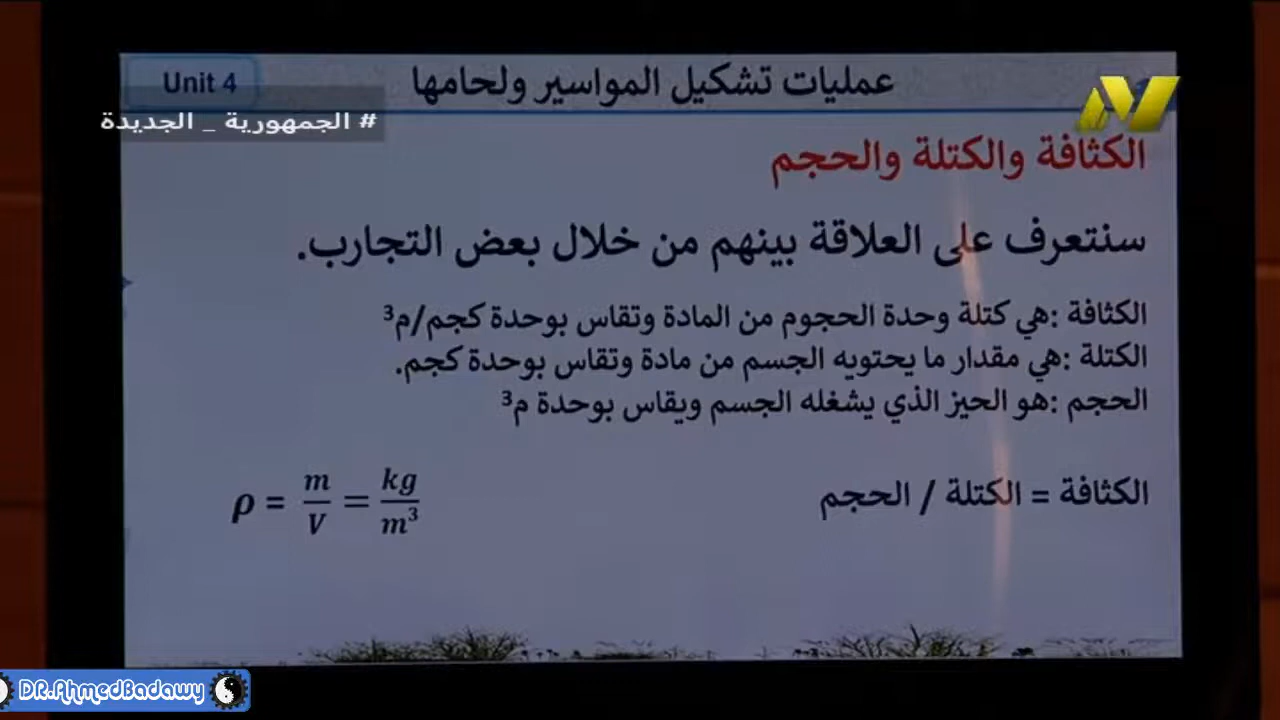 Unit 4
عمليات تشكيل المواسير ولحامها
# الجمهورية _ الجديدة
الكثافة والكتلة والحجم
سنتعرف على العلاقة بينهم من خلال بعض التجارب.
الكثافة :هي كتلة وحدة الحجوم من المادة وتقاس بوحدة كجم/م³
الكتلة :هي مقدار ما يحتويه الجسم من مادة وتقاس بوحدة كجم.
الحجم :هو الحيز الذي يشغله الجسم ويقاس بوحدة م³
الكثافة = الكتلة / الحجم
ρ = m/V = kg/m³
DR.AhmedBadawy